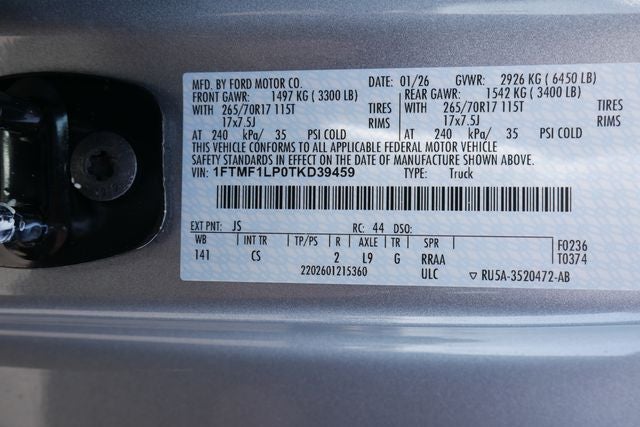 MFD. BY FORD MOTOR CO. DATE: 01/26 GVWR: 2926 KG ( 6450 LB)
FRONT GAWR: 1497 KG ( 3300 LB) REAR GAWR: 1542 KG ( 3400 LB)
WITH 265/70R17 115T TIRES WITH 265/70R17 115T TIRES
17x7.5J RIMS 17x7.5J RIMS
AT 240 kPa/ 35 PSI COLD AT 240 kPa/ 35 PSI COLD
THIS VEHICLE CONFORMS TO ALL APPLICABLE FEDERAL MOTOR VEHICLE
SAFETY STANDARDS IN EFFECT ON THE DATE OF MANUFACTURE SHOWN ABOVE.
VIN: 1FTMF1LP0TKD39459 TYPE: Truck
EXT PNT: JS RC: 44 DSO:
WB INT TR TP/PS R AXLE TR SPR F0236
141 CS 2 L9 G RRAA T0374
2202601215360 ULC ▽ RU5A-3520472-AB